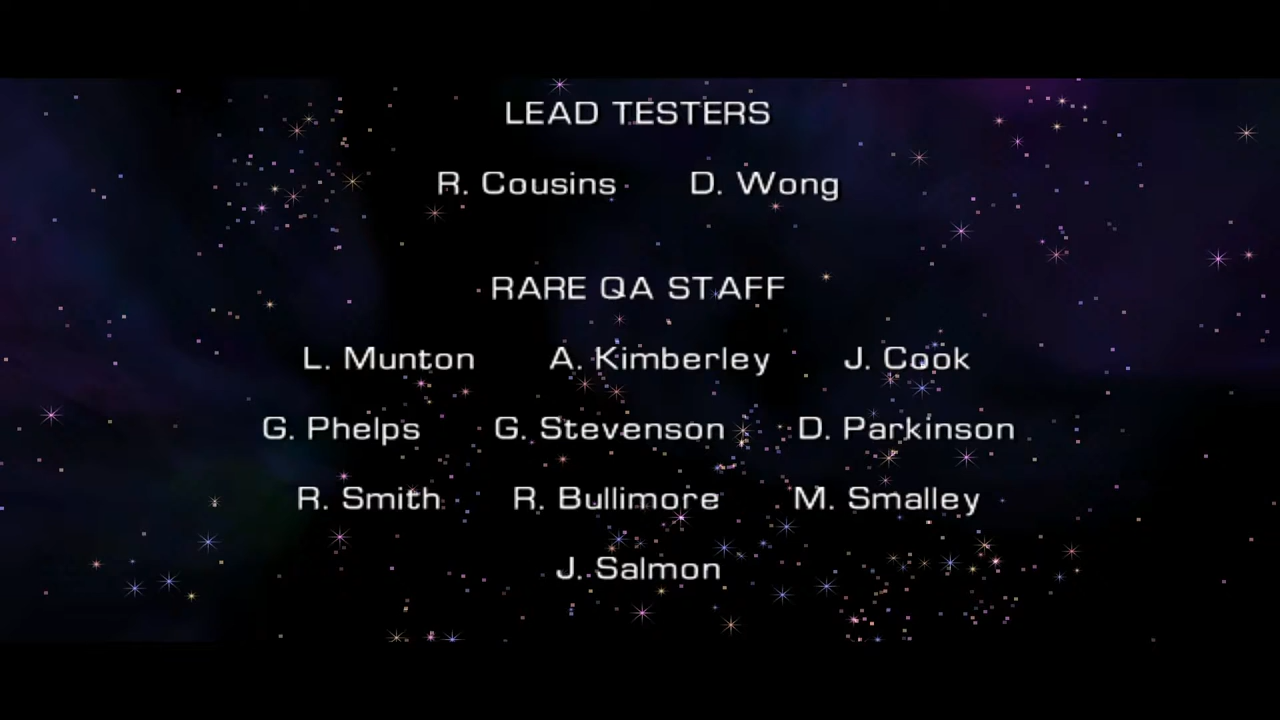 LEAD TESTERS
R. Cousins D. Wong
RARE QA STAFF
L. Munton A. Kimberley J. Cook
G. Phelps G. Stevenson D. Parkinson
R. Smith R. Bullimore M. Smalley
J. Salmon